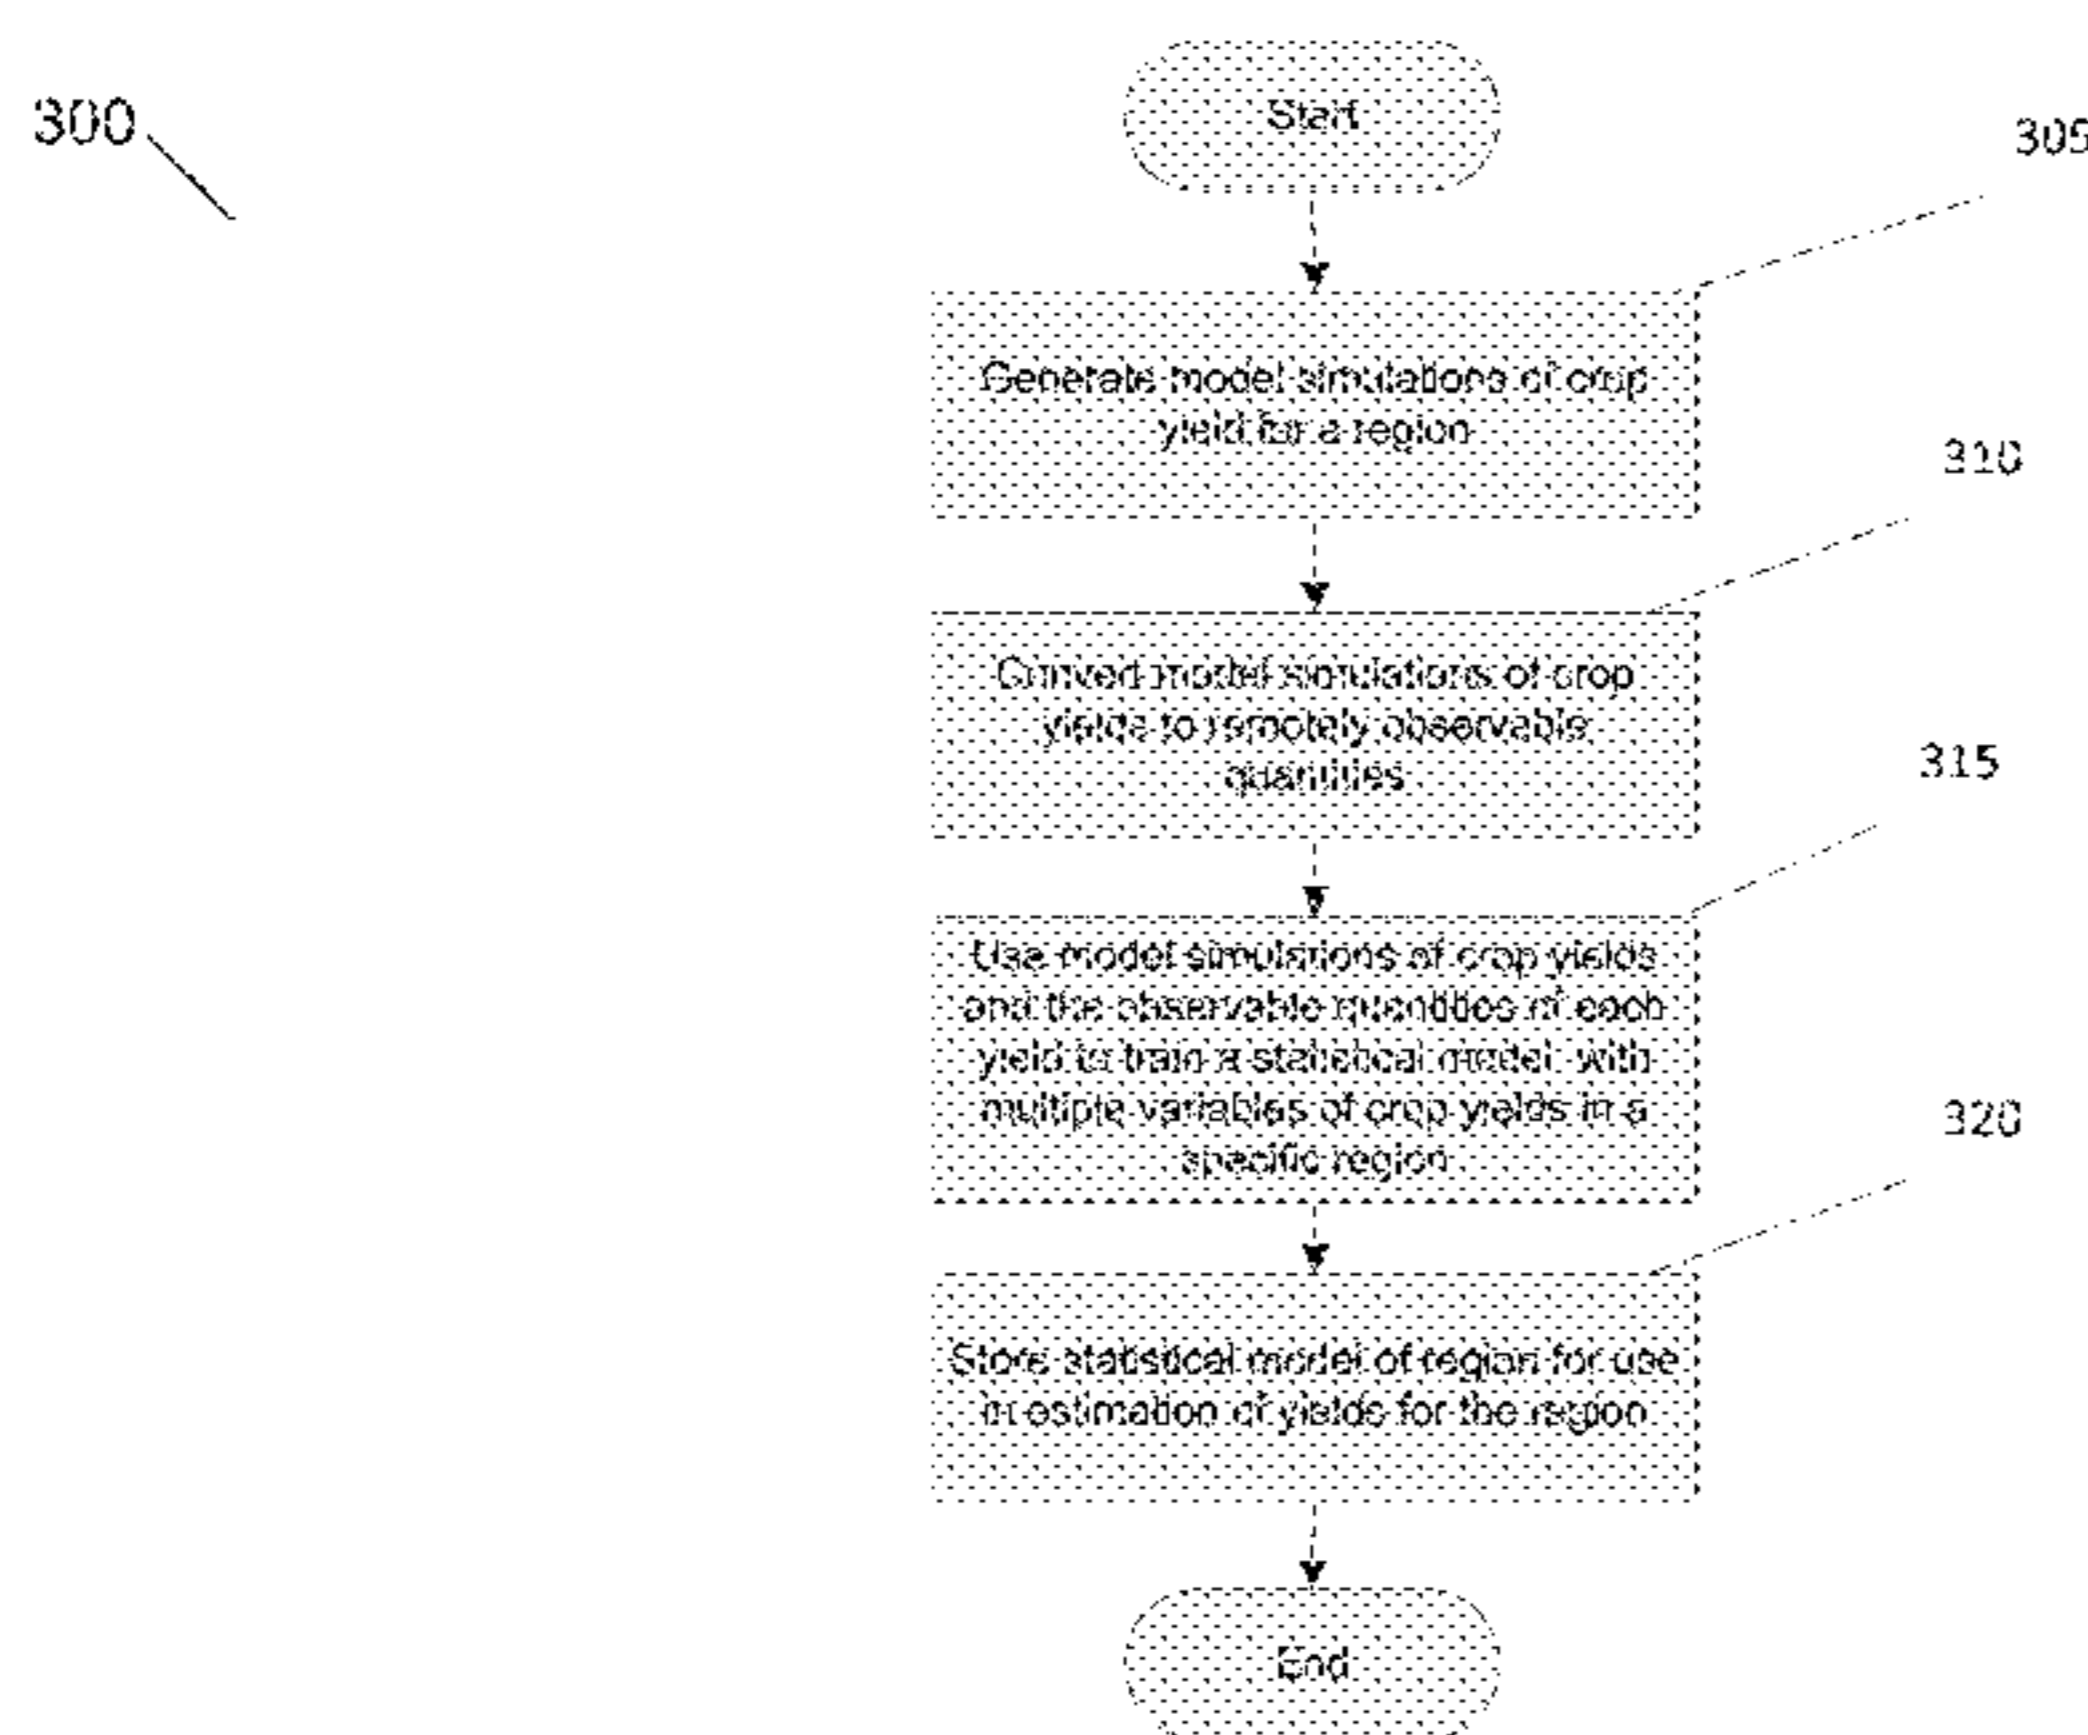 300
Start
305
Generate model simulations of crop
yield for a region
310
Convert model simulations of crop
yields to remotely observable
quantities
315
Use model simulations of crop yields
and the observable quantities of each
yield to train a statistical model with
multiple variables of crop yields in a
specific region
320
Store statistical model of region for use
in estimation of yields for the region
End